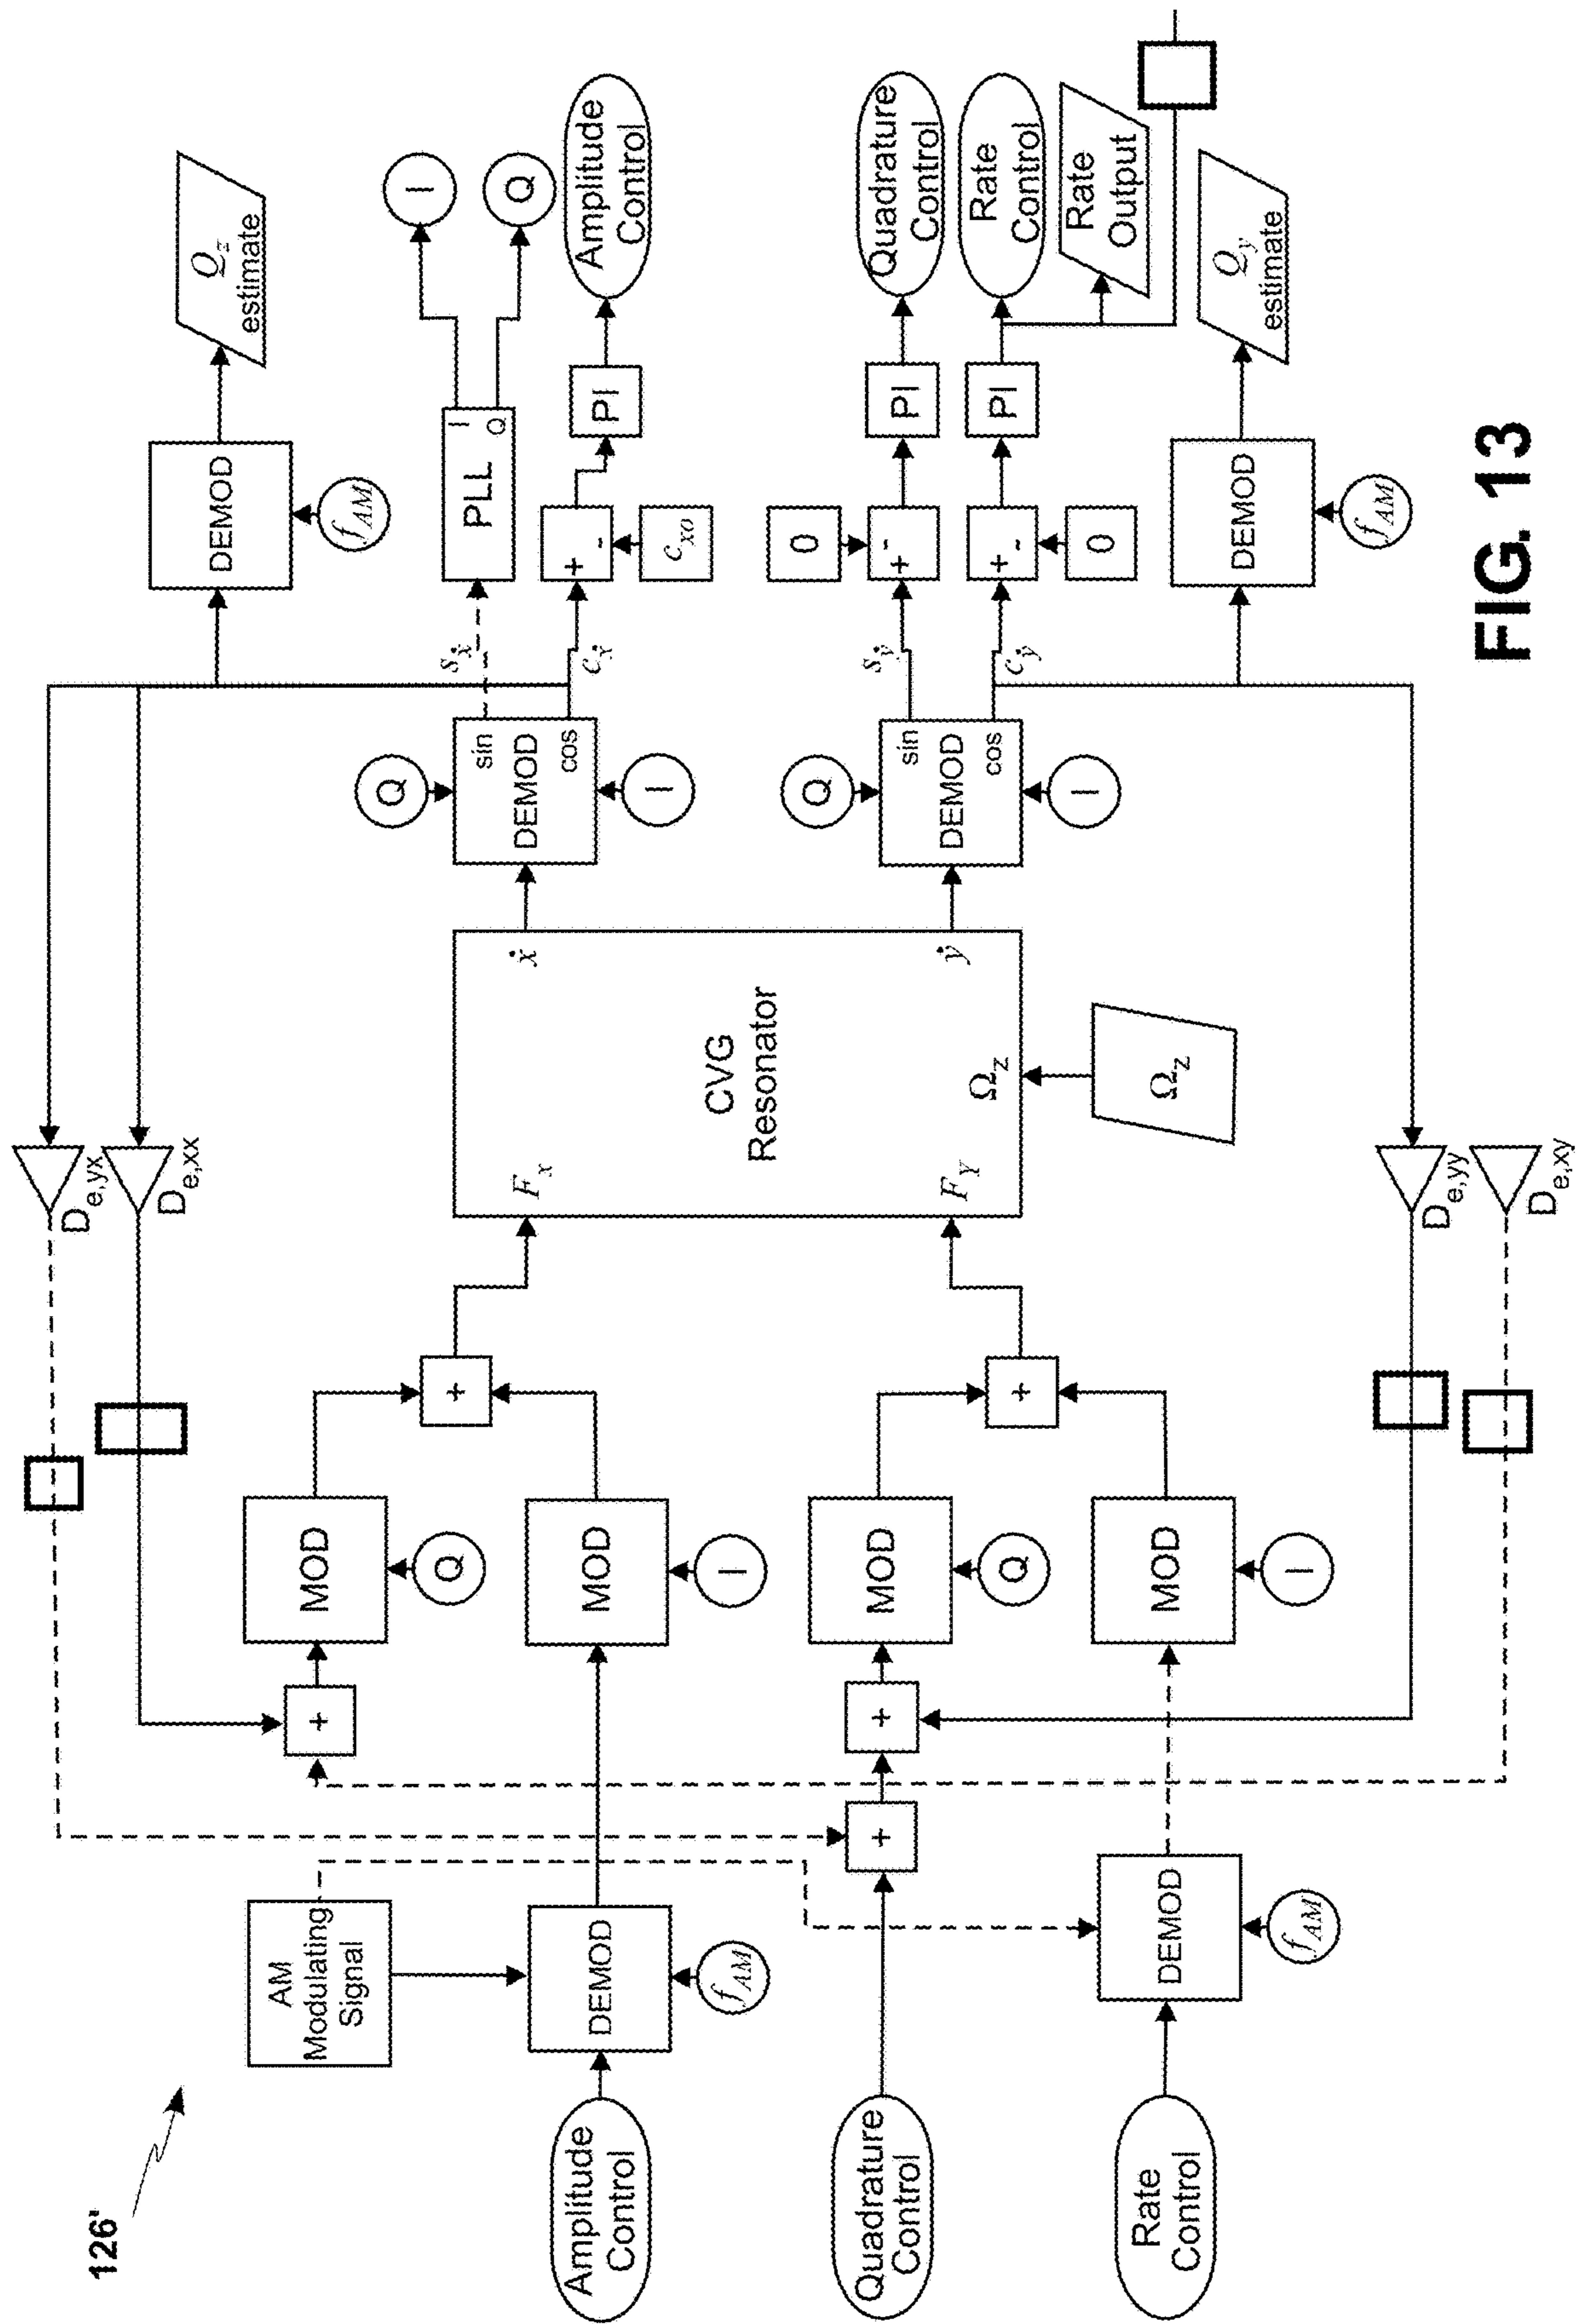 126'
Amplitude
Control
Quadrature
Control
Rate
Control
AM
Modulating
Signal
DEMOD
f_AM
DEMOD
f_AM
+
+
+
MOD
Q
MOD
I
MOD
Q
MOD
I
+
+
D_e,yx
D_e,xx
D_e,yy
D_e,xy
F_x
F_Y
CVG
Resonator
Ω_z
Ω_z
ẋ
ẏ
Q
DEMOD
sin
cos
I
Q
DEMOD
sin
cos
I
s_ẋ
c_ẋ
s_ẏ
c_ẏ
DEMOD
f_AM
PLL
I
Q
+
-
c_xo
0
+
-
+
-
0
DEMOD
f_AM
PI
PI
PI
Q_x
estimate
I
Q
Amplitude
Control
Quadrature
Control
Rate
Control
Rate
Output
Q_y
estimate
FIG. 13